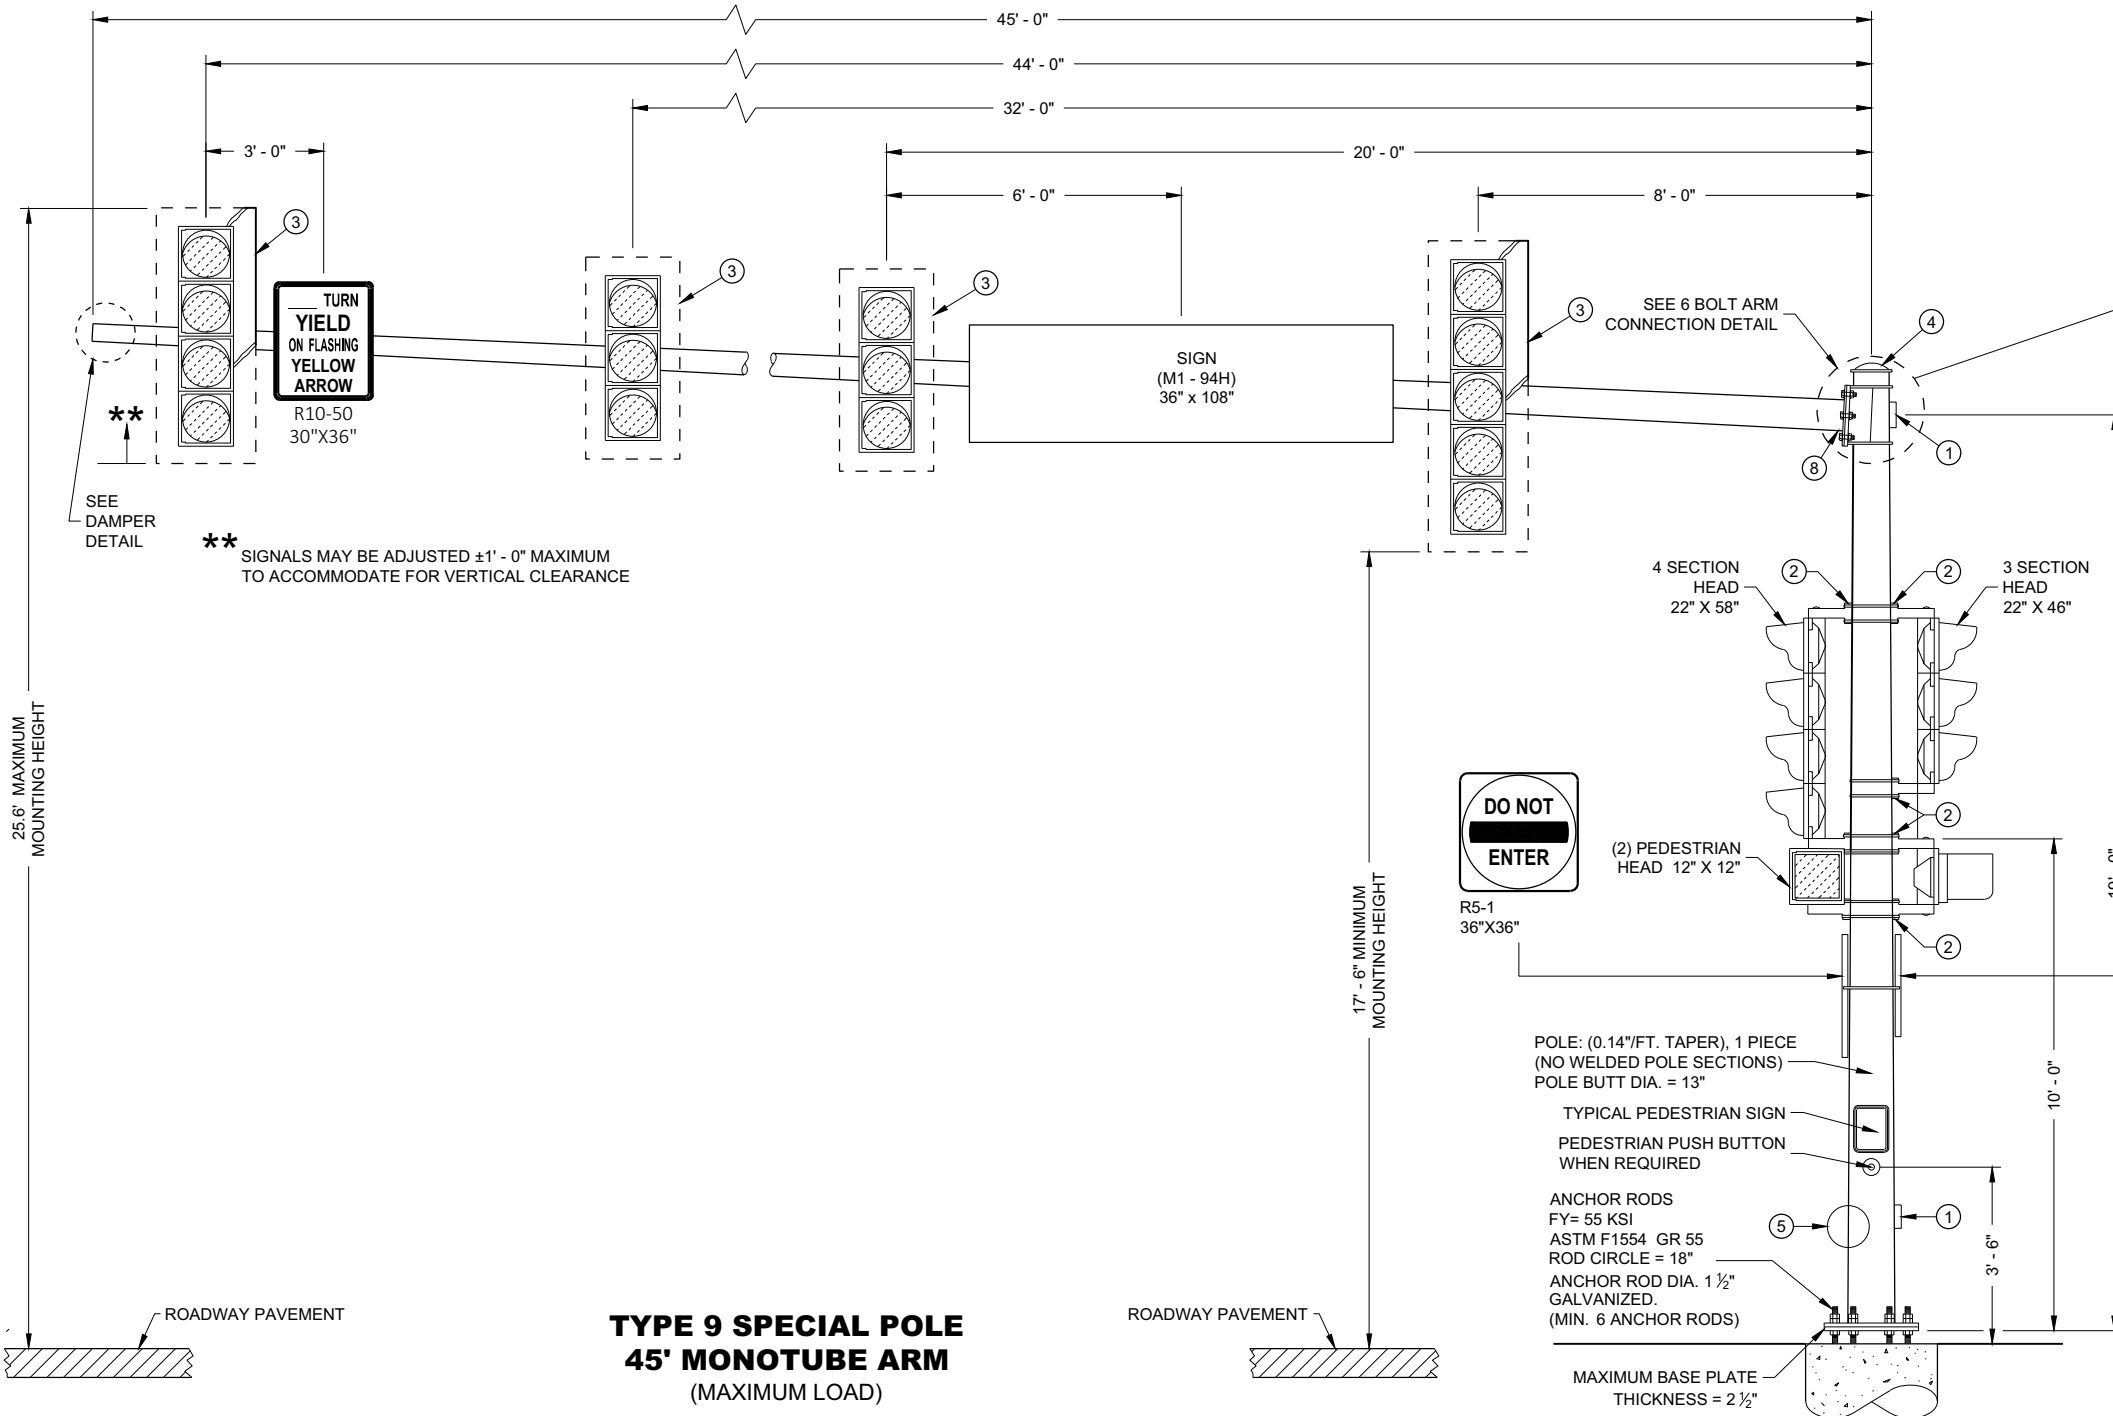 45' - 0"
44' - 0"
32' - 0"
3' - 0"
20' - 0"
6' - 0"
8' - 0"
3
3
3
3
4
TURN
YIELD
ON FLASHING
YELLOW
ARROW
R10-50
30"X36"
SIGN
(M1 - 94H)
36" x 108"
SEE 6 BOLT ARM
CONNECTION DETAIL
**
8
1
SEE
DAMPER
DETAIL
** SIGNALS MAY BE ADJUSTED ±1' - 0" MAXIMUM
TO ACCOMMODATE FOR VERTICAL CLEARANCE
4 SECTION
HEAD
22" X 58"
2
2
3 SECTION
HEAD
22" X 46"
25.6' MAXIMUM
MOUNTING HEIGHT
17' - 6" MINIMUM
MOUNTING HEIGHT
DO NOT
ENTER
R5-1
36"X36"
(2) PEDESTRIAN
HEAD 12" X 12"
2
2
POLE: (0.14"/FT. TAPER), 1 PIECE
(NO WELDED POLE SECTIONS)
POLE BUTT DIA. = 13"
TYPICAL PEDESTRIAN SIGN
PEDESTRIAN PUSH BUTTON
WHEN REQUIRED
10' - 0"
3' - 6"
ANCHOR RODS
FY= 55 KSI
ASTM F1554 GR 55
ROD CIRCLE = 18"
ANCHOR ROD DIA. 1 ½"
GALVANIZED.
(MIN. 6 ANCHOR RODS)
5
1
MAXIMUM BASE PLATE
THICKNESS = 2 ½"
ROADWAY PAVEMENT
ROADWAY PAVEMENT
TYPE 9 SPECIAL POLE
45' MONOTUBE ARM
(MAXIMUM LOAD)